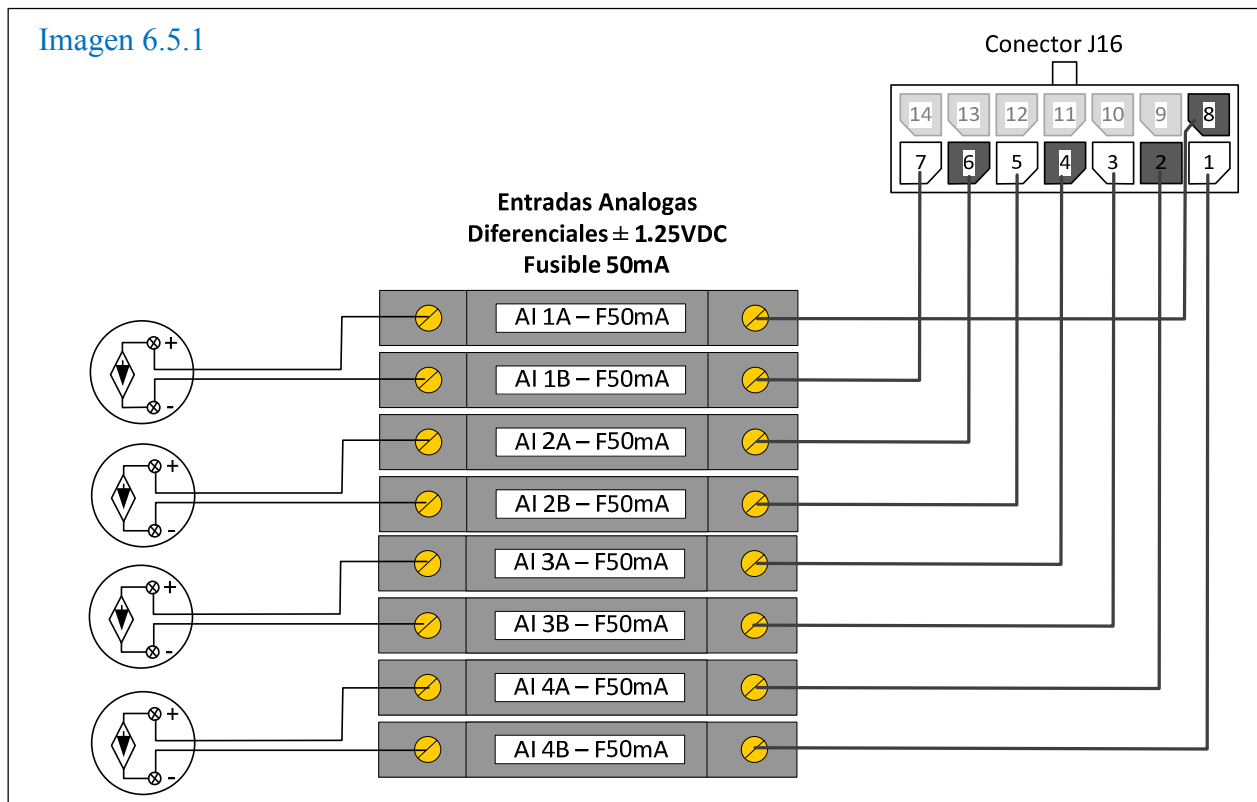 Imagen 6.5.1
Conector J16
14 13 12 11 10 9 8
7 6 5 4 3 2 1
Entradas Analogas
Diferenciales ± 1.25VDC
Fusible 50mA
AI 1A – F50mA
+
AI 1B – F50mA
-
AI 2A – F50mA
+
AI 2B – F50mA
-
AI 3A – F50mA
+
AI 3B – F50mA
-
AI 4A – F50mA
+
AI 4B – F50mA
-